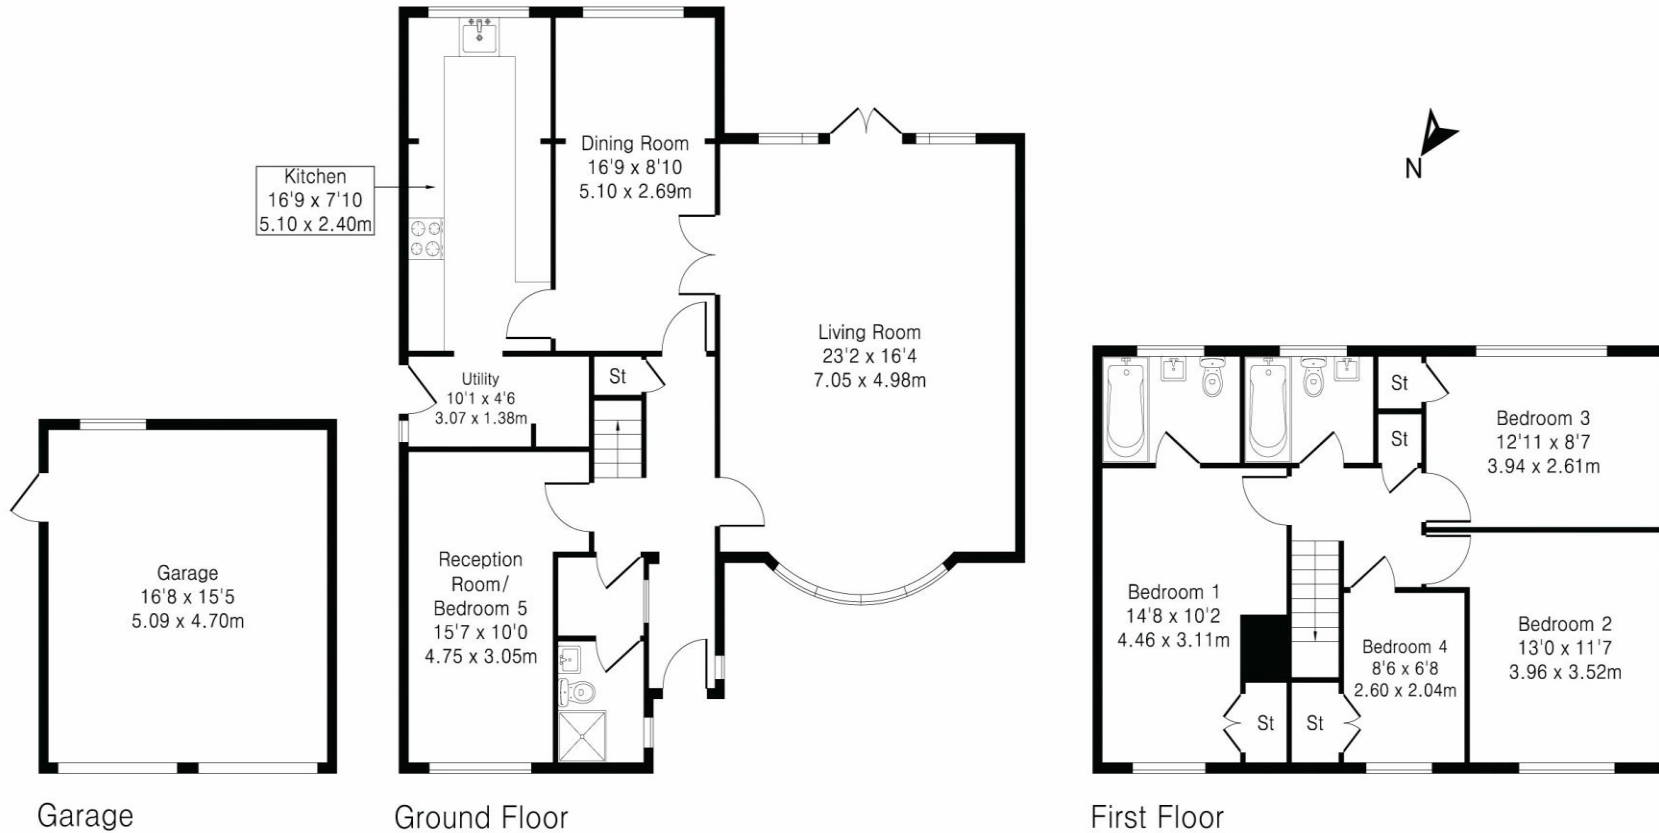 Kitchen
16'9 x 7'10
5.10 x 2.40m
Dining Room
16'9 x 8'10
5.10 x 2.69m
Living Room
23'2 x 16'4
7.05 x 4.98m
Utility
10'1 x 4'6
3.07 x 1.38m
St
Reception
Room/
Bedroom 5
15'7 x 10'0
4.75 x 3.05m
Garage
16'8 x 15'5
5.09 x 4.70m
N
St
St
Bedroom 3
12'11 x 8'7
3.94 x 2.61m
Bedroom 1
14'8 x 10'2
4.46 x 3.11m
Bedroom 4
8'6 x 6'8
2.60 x 2.04m
Bedroom 2
13'0 x 11'7
3.96 x 3.52m
St
St
Garage
Ground Floor
First Floor